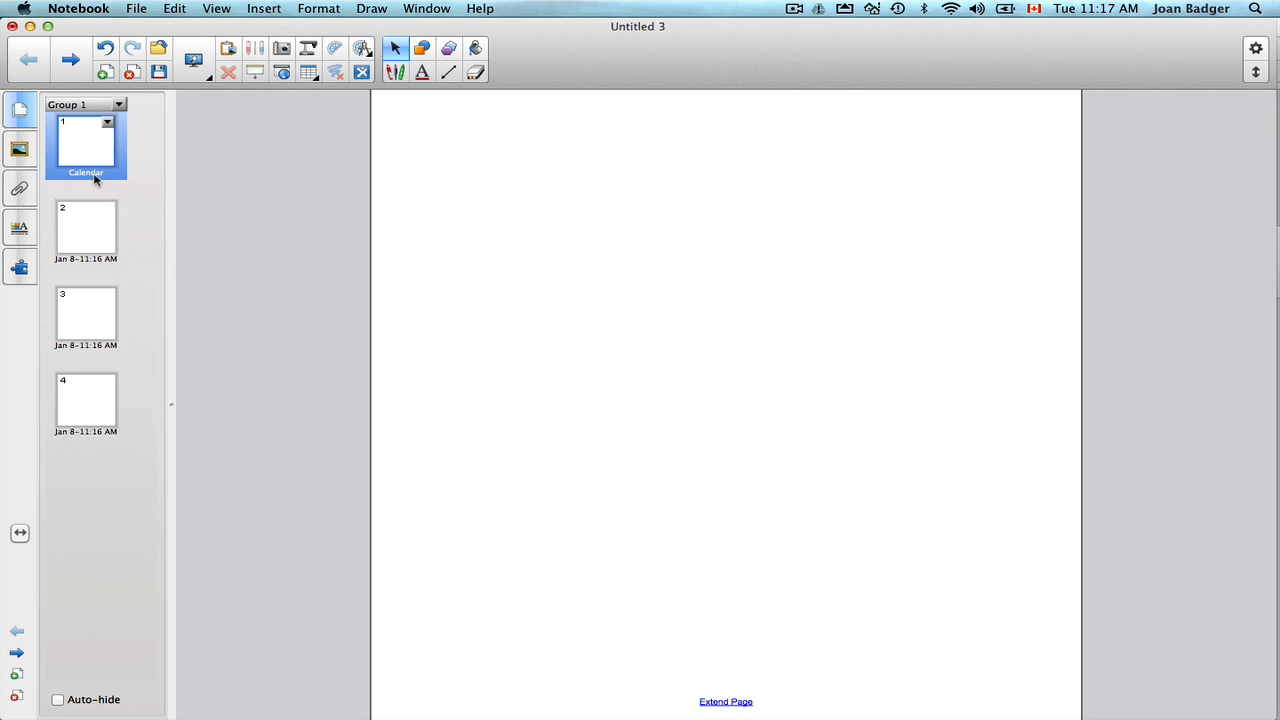 Notebook File Edit View Insert Format Draw Window Help Tue 11:17 AM Joan Badger
Untitled 3
Group 1
1
Calendar
2
Jan 8-11:16 AM
3
Jan 8-11:16 AM
4
Jan 8-11:16 AM
Auto-hide
Extend Page